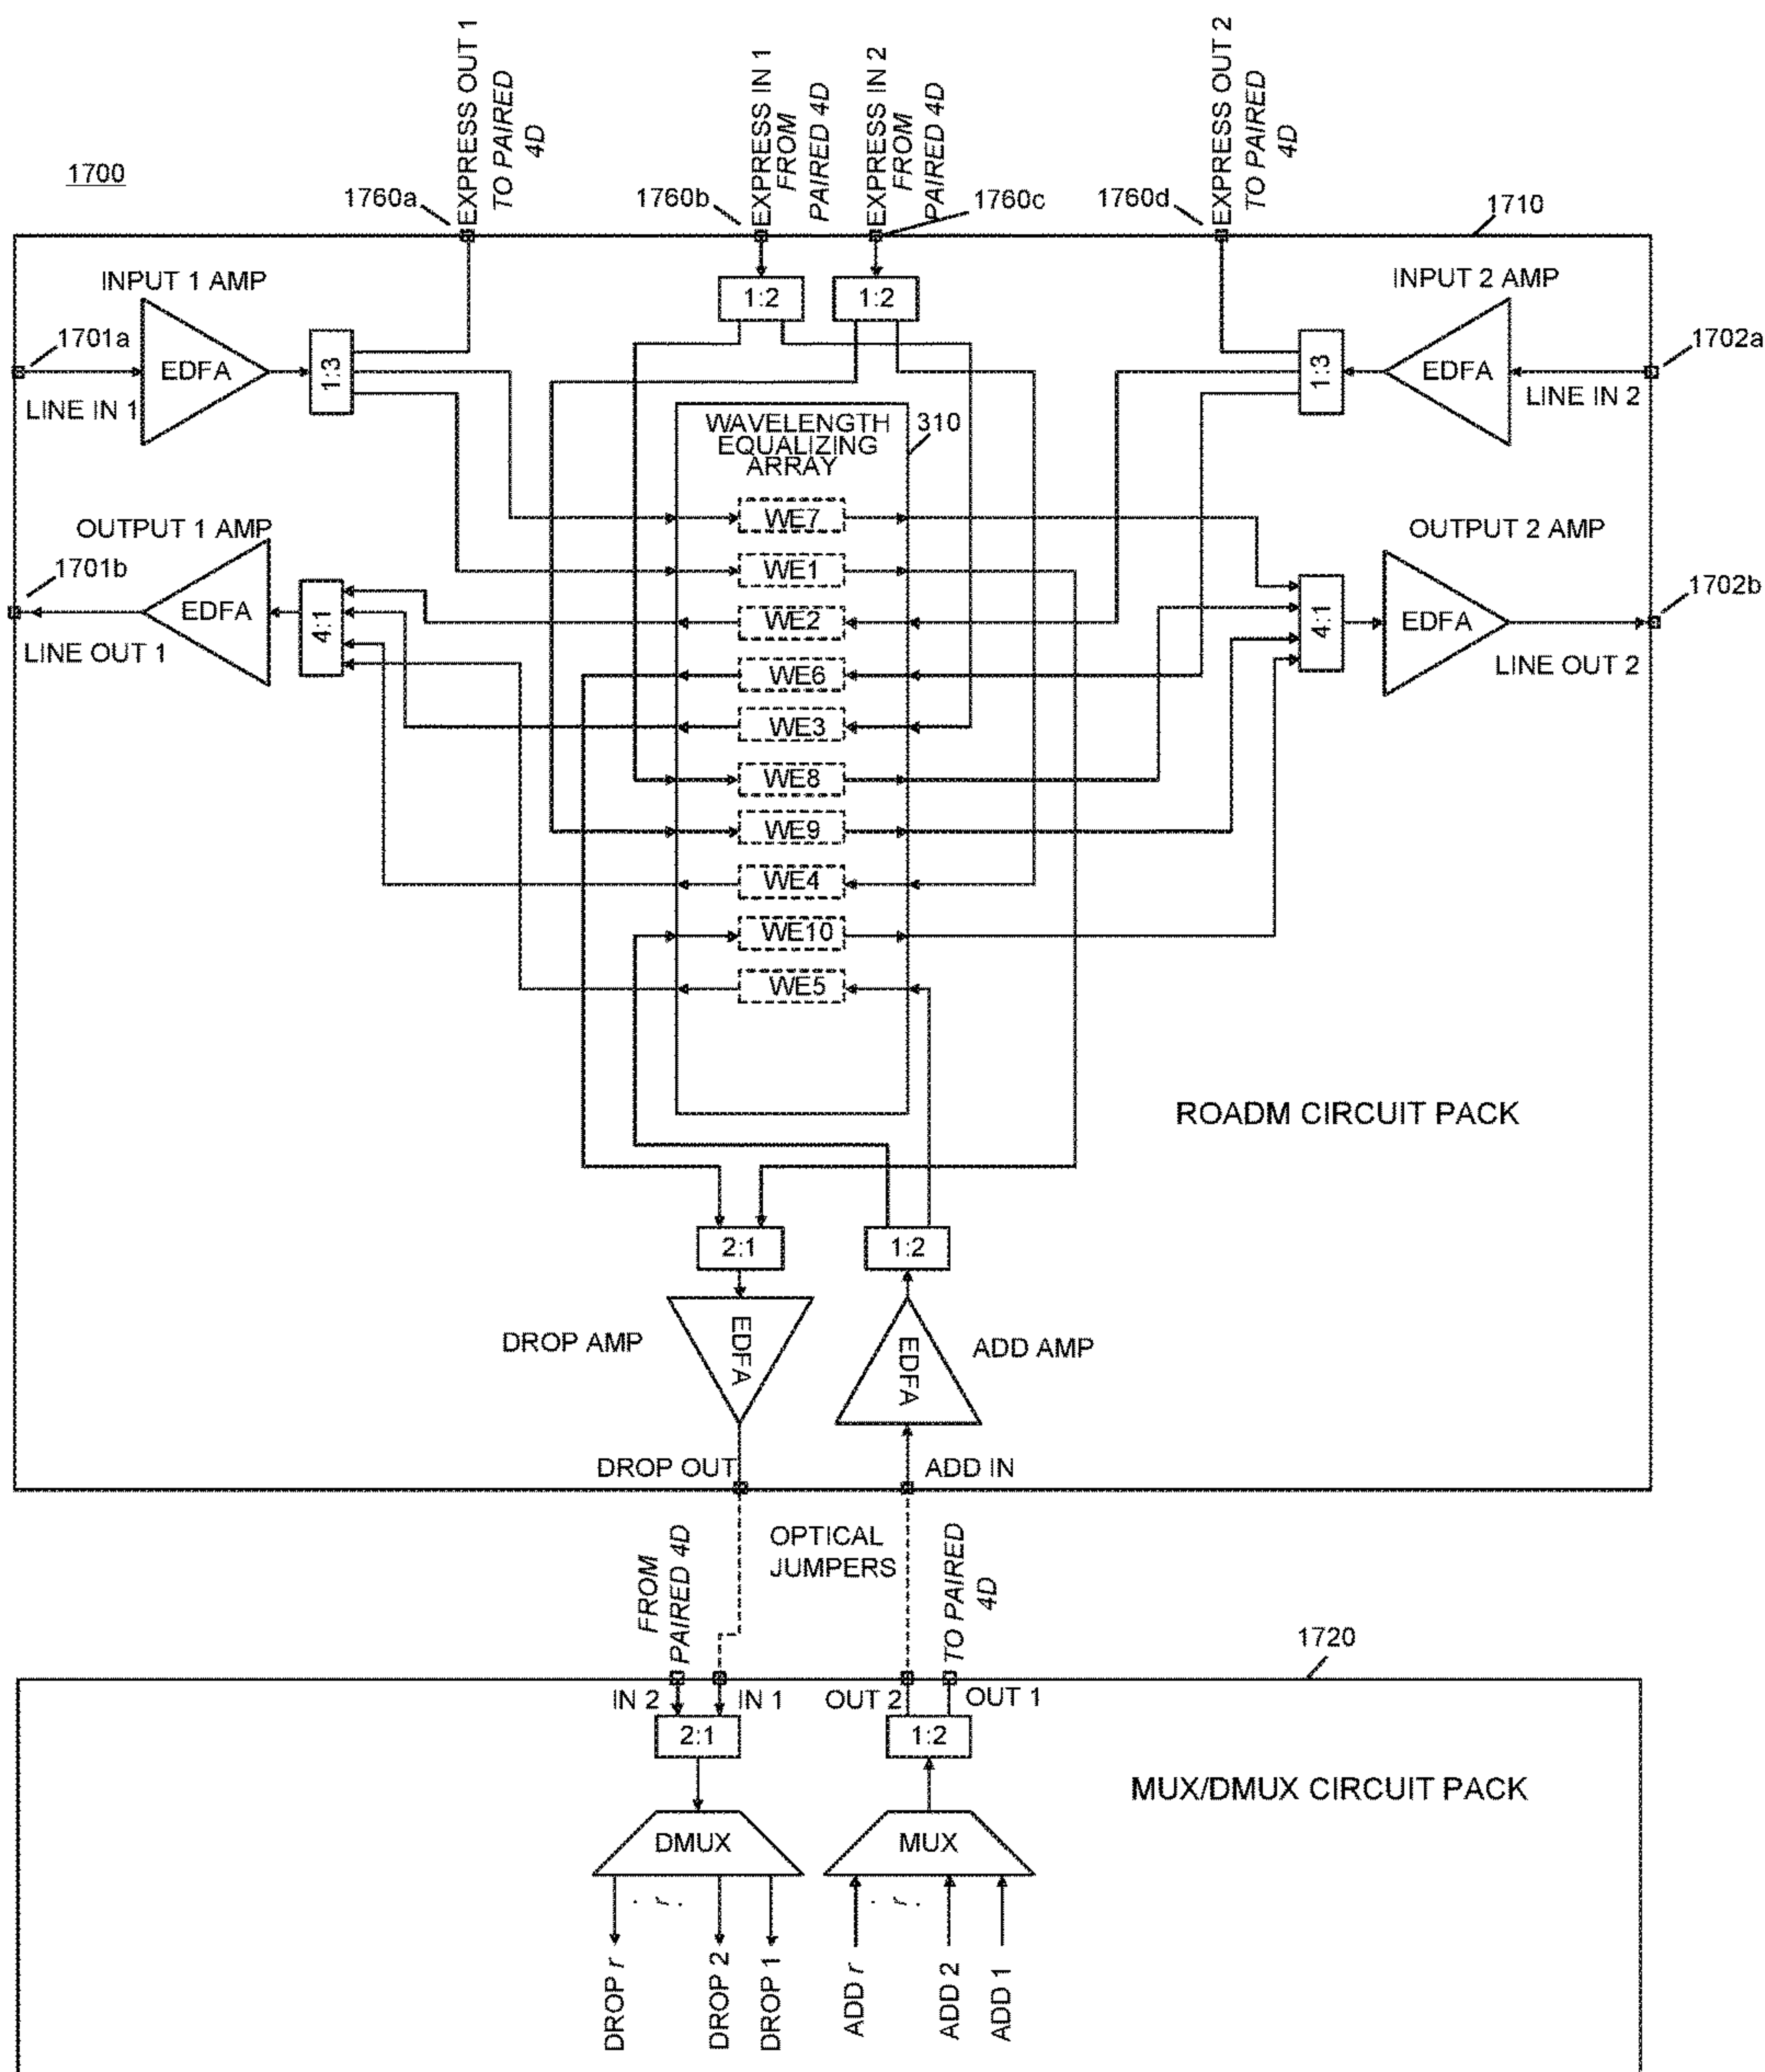 1700
EXPRESS OUT 1
TO PAIRED
4D
EXPRESS IN 1
FROM
PAIRED 4D
EXPRESS IN 2
FROM
PAIRED 4D
EXPRESS OUT 2
TO PAIRED
4D
1760a
1760b
1760c
1760d
1710
INPUT 1 AMP
1:2
1:2
INPUT 2 AMP
1701a
EDFA
1:3
1:3
EDFA
1702a
LINE IN 1
LINE IN 2
WAVELENGTH
EQUALIZING
ARRAY
310
OUTPUT 1 AMP
WE7
OUTPUT 2 AMP
1701b
WE1
1702b
EDFA
4:1
WE2
4:1
EDFA
LINE OUT 1
LINE OUT 2
WE6
WE3
WE8
WE9
WE4
WE10
WE5
ROADM CIRCUIT PACK
2:1
1:2
DROP AMP
EDFA
EDFA
ADD AMP
DROP OUT
ADD IN
OPTICAL
JUMPERS
FROM
PAIRED 4D
TO PAIRED
4D
1720
IN 2
IN 1
OUT 2
OUT 1
2:1
1:2
MUX/DMUX CIRCUIT PACK
DMUX
MUX
. r .
. r .
DROP r
DROP 2
DROP 1
ADD r
ADD 2
ADD 1